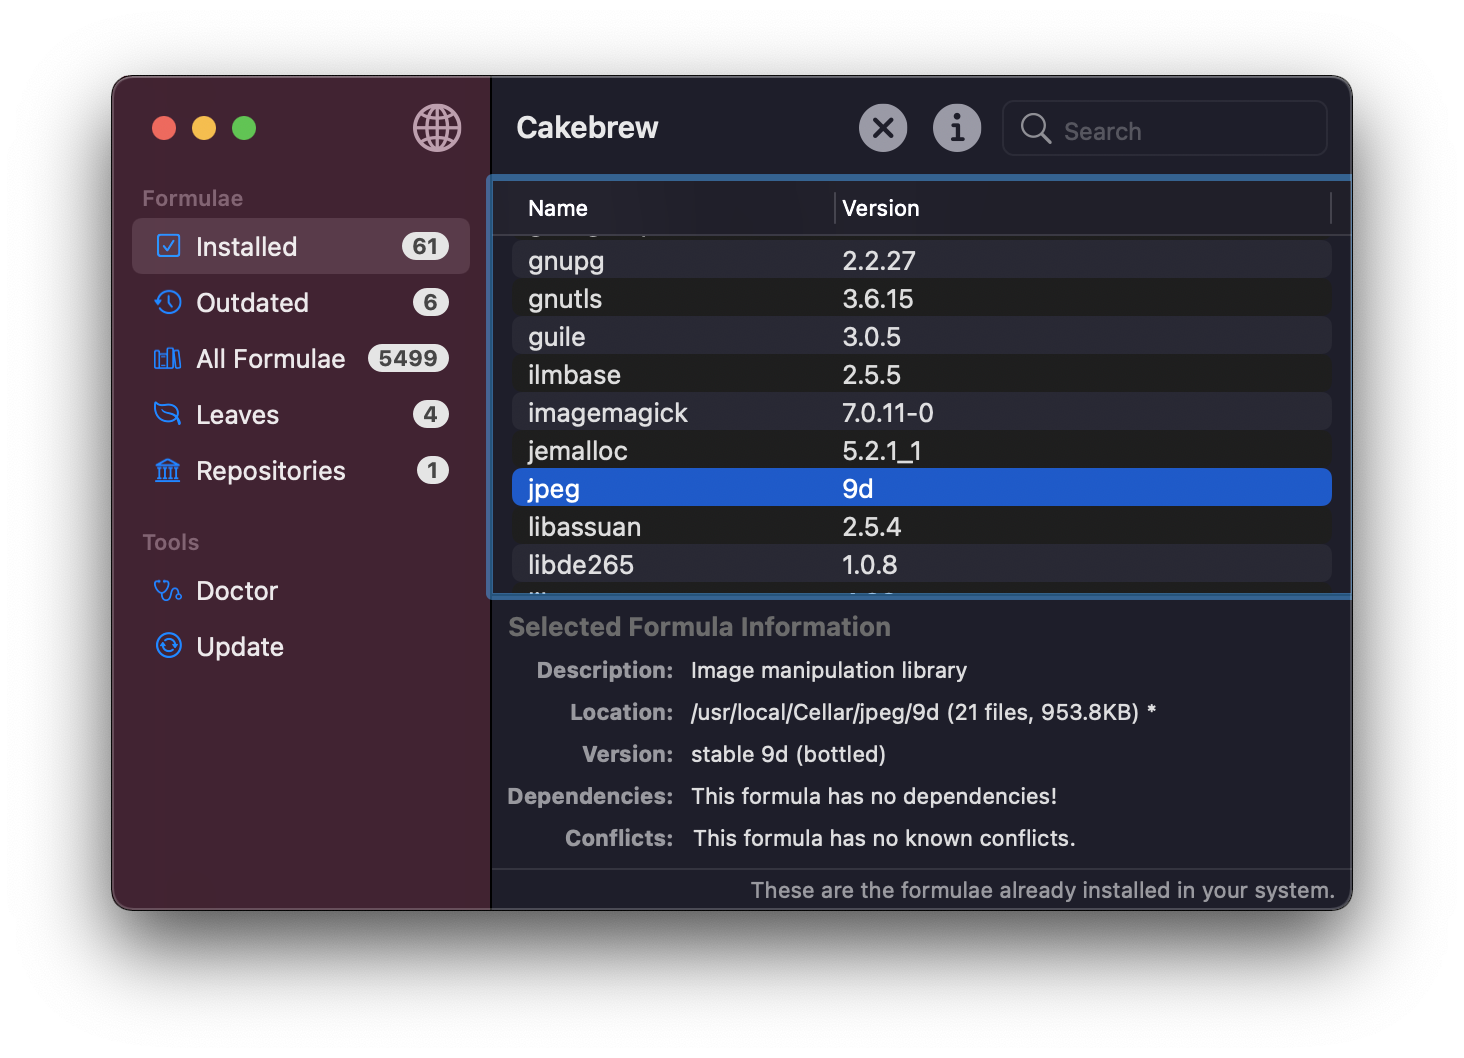 Cakebrew
Search
Formulae
Installed 61
Outdated 6
All Formulae 5499
Leaves 4
Repositories 1
Tools
Doctor
Update
Name Version
gnupg 2.2.27
gnutls 3.6.15
guile 3.0.5
ilmbase 2.5.5
imagemagick 7.0.11-0
jemalloc 5.2.1_1
jpeg 9d
libassuan 2.5.4
libde265 1.0.8
Selected Formula Information
Description: Image manipulation library
Location: /usr/local/Cellar/jpeg/9d (21 files, 953.8KB) *
Version: stable 9d (bottled)
Dependencies: This formula has no dependencies!
Conflicts: This formula has no known conflicts.
These are the formulae already installed in your system.